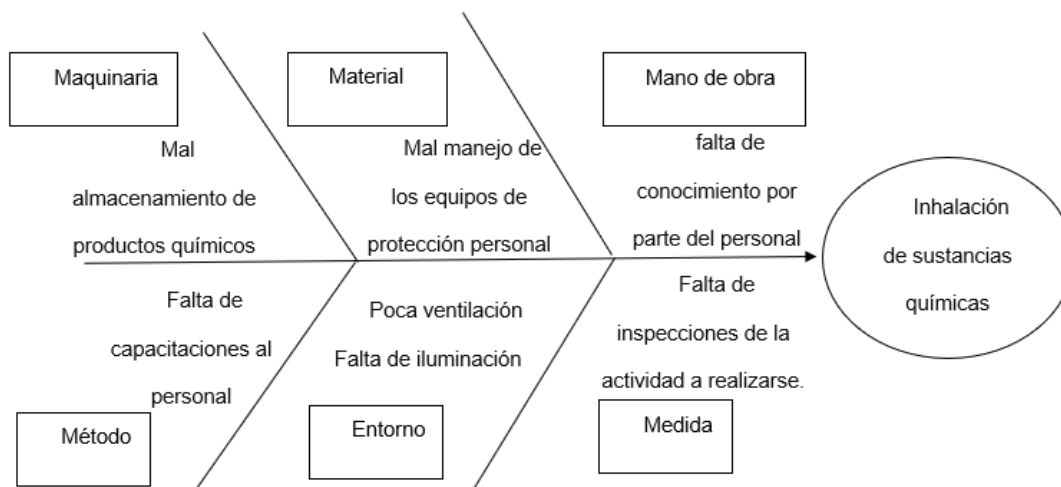 Maquinaria
Material
Mano de obra
Mal
almacenamiento de
productos químicos
Mal manejo de
los equipos de
protección personal
falta de
conocimiento por
parte del personal
Inhalación
de sustancias
químicas
Falta de
capacitaciones al
personal
Poca ventilación
Falta de iluminación
Falta de
inspecciones de la
actividad a realizarse.
Método
Entorno
Medida